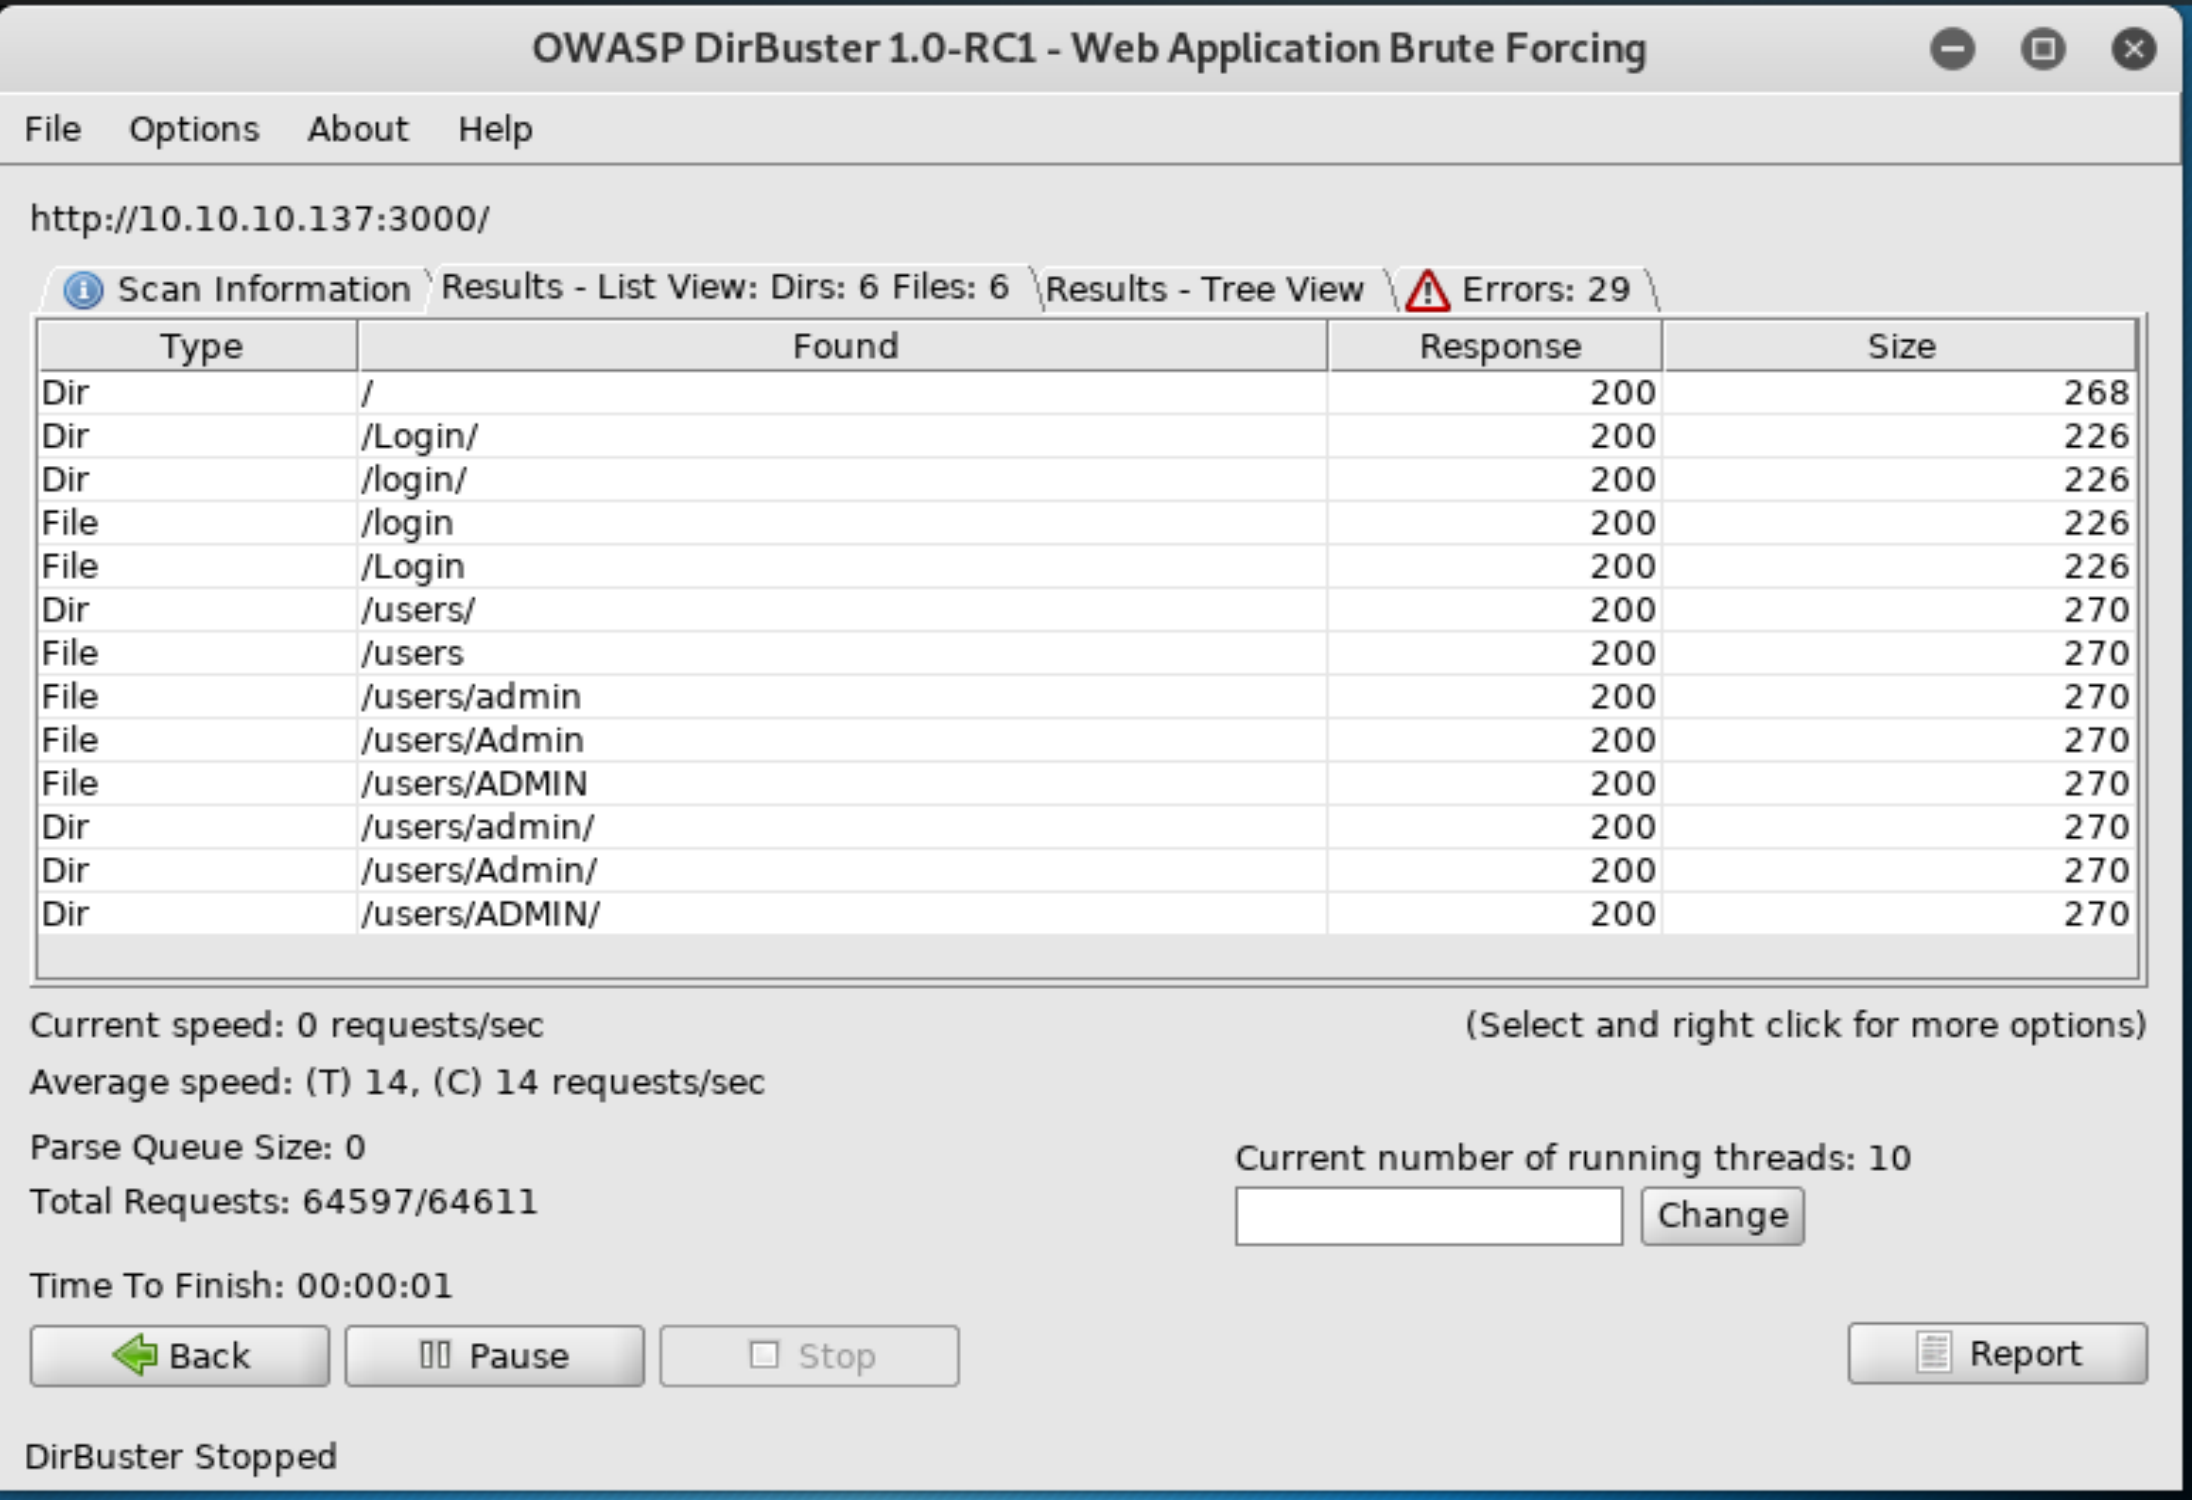 OWASP DirBuster 1.0-RC1 - Web Application Brute Forcing
File Options About Help
http://10.10.10.137:3000/
Scan Information Results - List View: Dirs: 6 Files: 6 Results - Tree View Errors: 29
Type Found Response Size
Dir / 200 268
Dir /Login/ 200 226
Dir /login/ 200 226
File /login 200 226
File /Login 200 226
Dir /users/ 200 270
File /users 200 270
File /users/admin 200 270
File /users/Admin 200 270
File /users/ADMIN 200 270
Dir /users/admin/ 200 270
Dir /users/Admin/ 200 270
Dir /users/ADMIN/ 200 270
Current speed: 0 requests/sec (Select and right click for more options)
Average speed: (T) 14, (C) 14 requests/sec
Parse Queue Size: 0
Current number of running threads: 10
Total Requests: 64597/64611
Change
Time To Finish: 00:00:01
Back Pause Stop Report
DirBuster Stopped